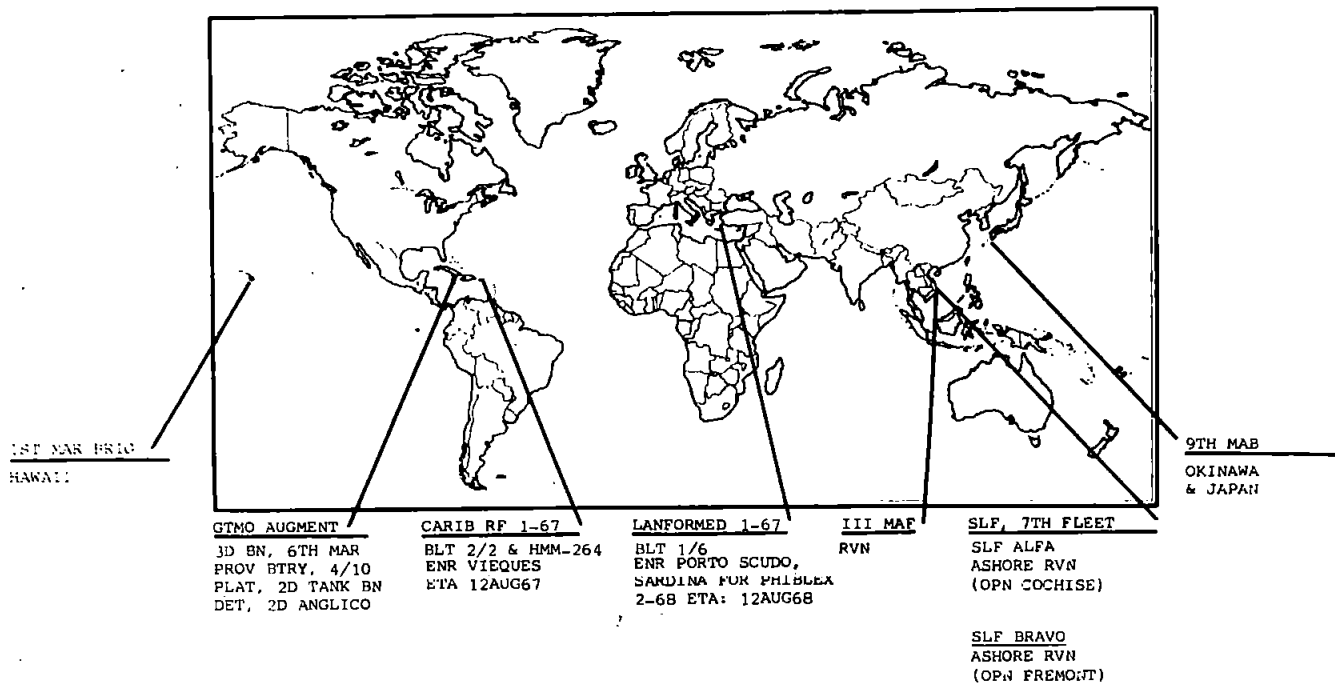 1ST MAR BRIG
HAWAII
GTMO AUGMENT
3D BN, 6TH MAR
PROV BTRY, 4/10
PLAT, 2D TANK BN
DET, 2D ANGLICO
CARIB RF 1-67
BLT 2/2 & HMM-264
ENR VIEQUES
ETA 12AUG67
LANFORMED 1-67
BLT 1/6
ENR PORTO SCUDO,
SARDINA FOR PHIBLEX
2-68 ETA: 12AUG68
III MAF
RVN
SLF, 7TH FLEET
SLF ALFA
ASHORE RVN
(OPN COCHISE)
SLF BRAVO
ASHORE RVN
(OPN FREMONT)
9TH MAB
OKINAWA
& JAPAN